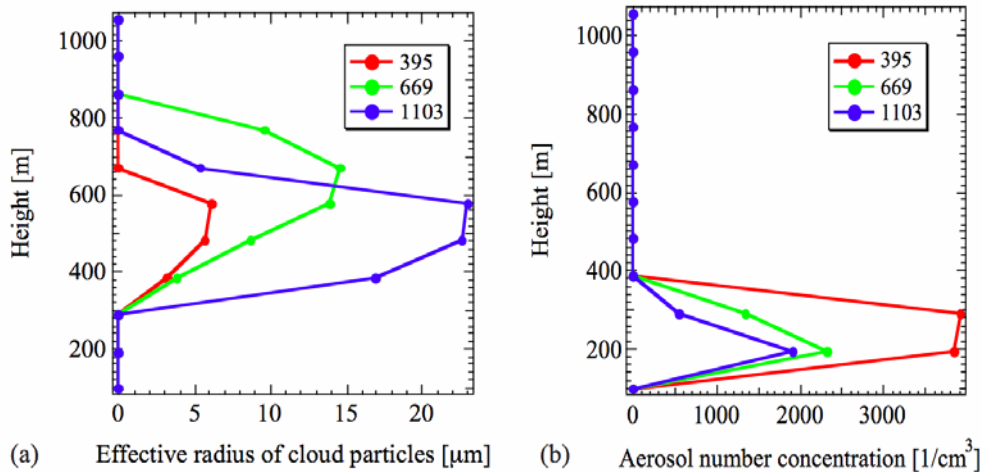 1000
800
600
400
200
Height [m]
395
669
1103
0 5 10 15 20
(a) Effective radius of cloud particles [μm]
1000
800
600
400
200
Height [m]
395
669
1103
0 1000 2000 3000
(b) Aerosol number concentration [1/cm³]